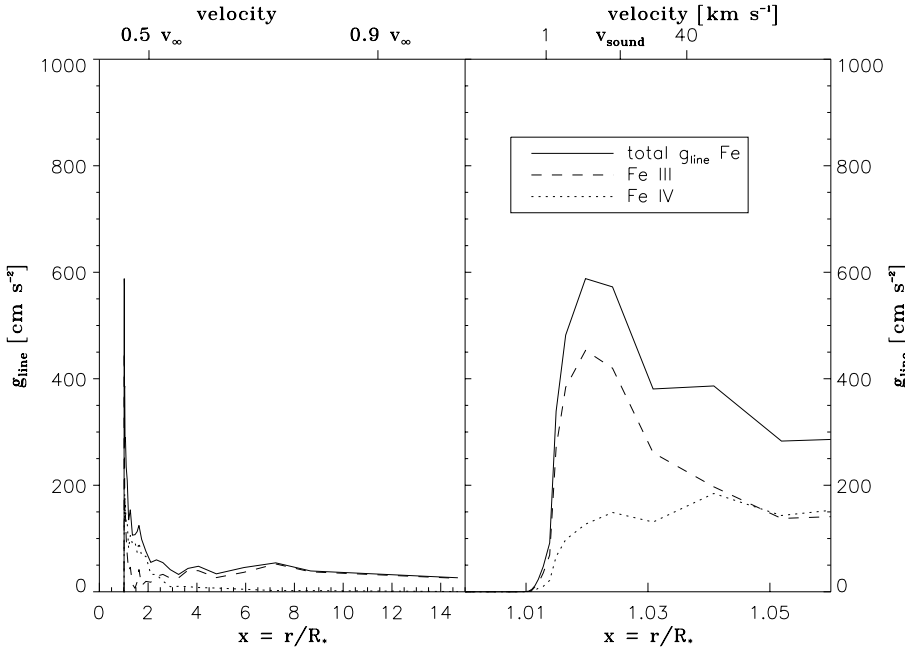 velocity
0.5 v∞ 0.9 v∞
velocity [km s⁻¹]
1 v_sound 40
1000
800
600
400
200
0
g_line [cm s⁻²]
0 2 4 6 8 10 12 14
x = r/R*
total g_line Fe
Fe III
Fe IV
1.01 1.03 1.05
x = r/R*
1000
800
600
400
200
0
g_line [cm s⁻²]